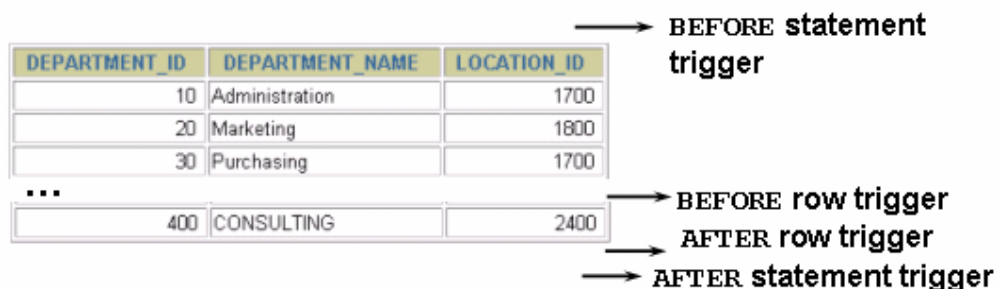 BEFORE statement
trigger
DEPARTMENT_ID DEPARTMENT_NAME LOCATION_ID
10 Administration 1700
20 Marketing 1800
30 Purchasing 1700
...
400 CONSULTING 2400
BEFORE row trigger
AFTER row trigger
AFTER statement trigger